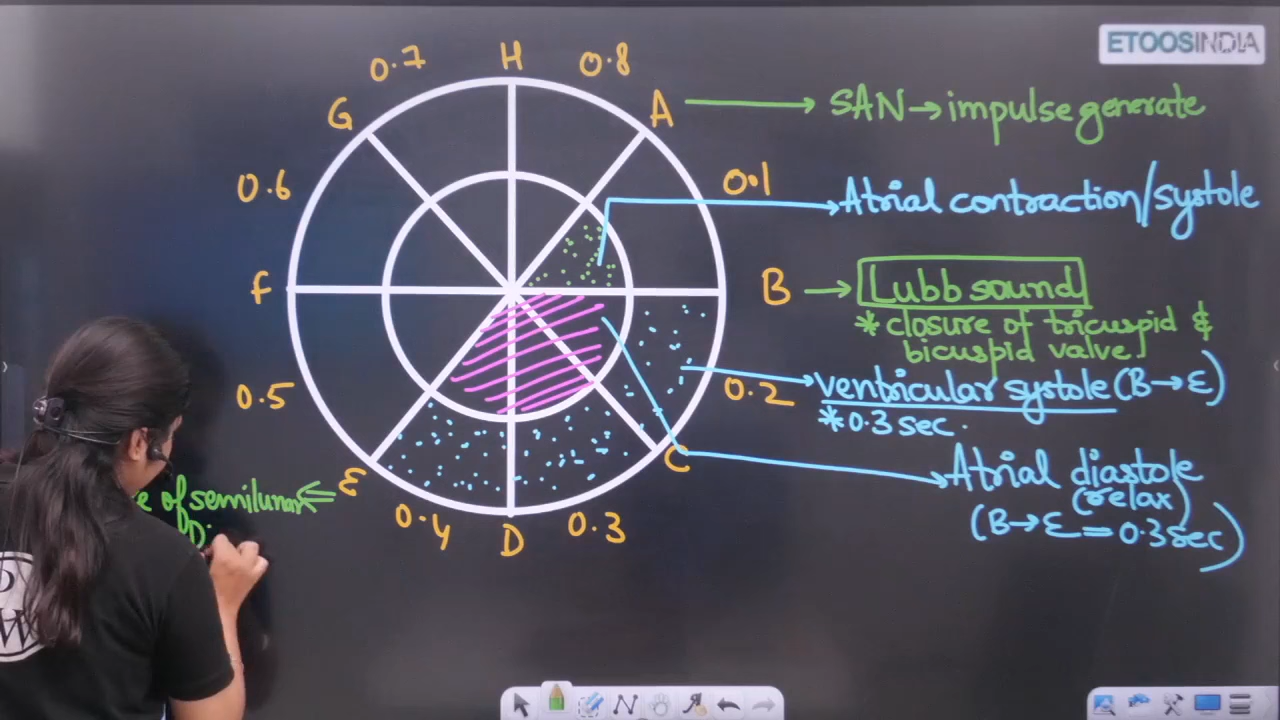 ETOOSINDIA
0.7
H
0.8
G
A → SAN → impulse generate
0.6
0.1
Atrial contraction/systole
F
B → Lubb sound
* closure of tricuspid &
bicuspid valve
0.5
0.2
ventricular systole (B→E)
* 0.3 sec.
E
C
Atrial diastole
(relax)
(B→E = 0.3 sec)
of semilunar ⇐
0.4
D
0.3